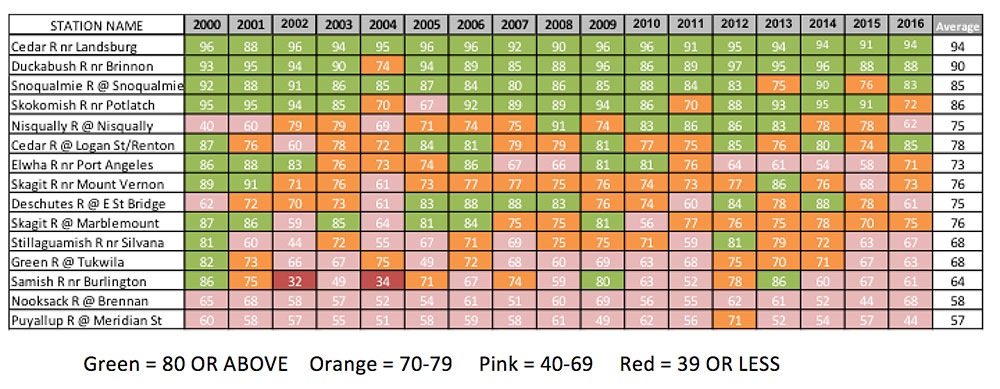 STATION NAME 2000 2001 2002 2003 2004 2005 2006 2007 2008 2009 2010 2011 2012 2013 2014 2015 2016 Average
Cedar R nr Landsburg 96 88 96 94 95 96 96 92 90 96 96 91 95 94 94 91 94 94
Duckabush R nr Brinnon 93 95 94 90 74 94 89 85 88 96 86 89 97 95 96 88 88 90
Snoqualmie R @ Snoqualmie 92 88 91 86 85 87 84 80 86 85 88 84 83 75 90 76 83 85
Skokomish R nr Potlatch 95 95 94 85 70 67 92 89 89 94 86 70 88 93 95 91 72 86
Nisqually R @ Nisqually 40 60 79 79 69 71 74 75 91 74 83 86 86 83 78 78 62 75
Cedar R @ Logan St/Renton 87 76 60 78 72 84 81 79 79 81 77 75 85 76 80 74 85 78
Elwha R nr Port Angeles 86 88 83 76 73 74 86 67 66 81 81 76 64 61 54 58 71 73
Skagit R nr Mount Vernon 89 91 71 76 61 73 77 77 75 76 74 73 77 86 76 68 73 76
Deschutes R @ E St Bridge 62 72 70 73 61 83 88 88 83 76 74 60 84 78 88 78 61 75
Skagit R @ Marblemount 87 86 59 85 64 81 84 75 75 81 56 77 76 75 78 70 75 76
Stillaguamish R nr Silvana 81 60 44 72 55 67 71 69 75 75 71 59 81 79 72 63 67 68
Green R @ Tukwila 82 73 66 67 75 49 72 68 60 69 63 68 75 70 71 67 63 68
Samish R nr Burlington 86 75 32 49 34 71 67 74 59 80 63 52 78 86 60 67 61 64
Nooksack R @ Brennan 65 68 58 57 52 54 61 51 60 69 56 55 62 61 52 44 68 58
Puyallup R @ Meridian St 60 58 57 55 51 58 59 58 61 49 62 56 71 52 54 57 44 57
Green = 80 OR ABOVE Orange = 70-79 Pink = 40-69 Red = 39 OR LESS